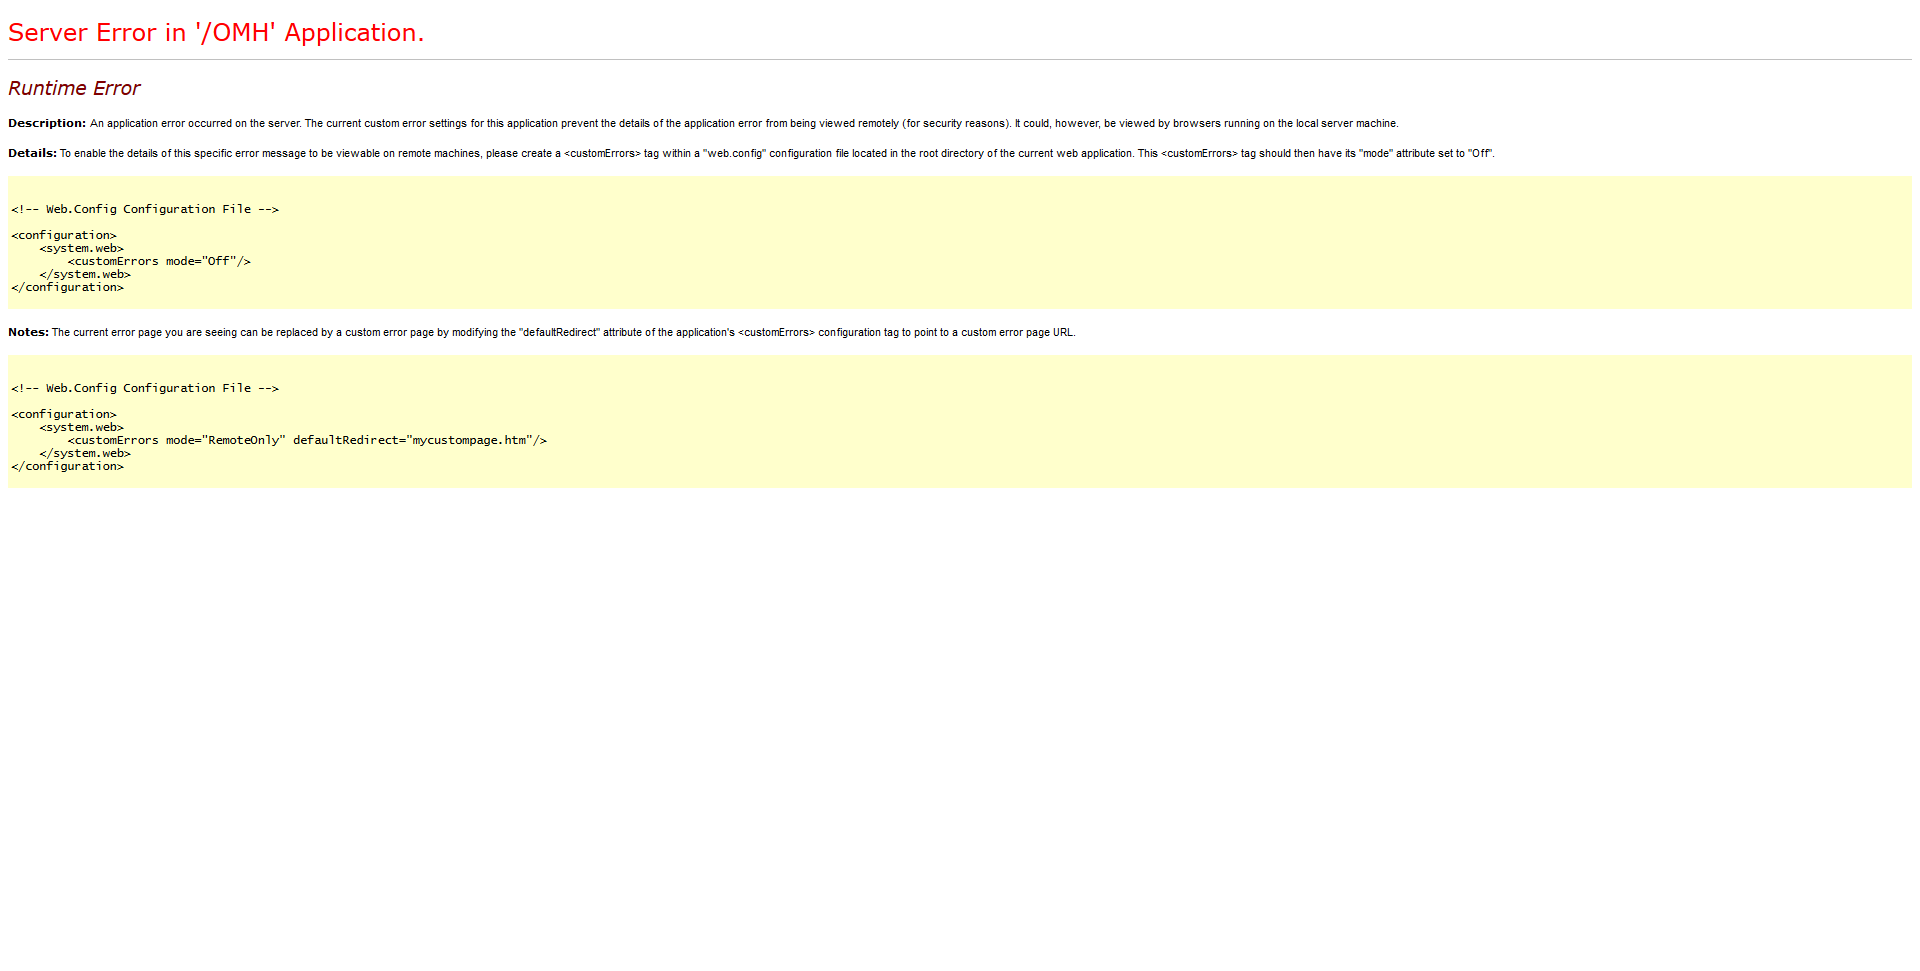 Server Error in '/OMH' Application.
Runtime Error
Description: An application error occurred on the server. The current custom error settings for this application prevent the details of the application error from being viewed remotely (for security reasons). It could, however, be viewed by browsers running on the local server machine.
Details: To enable the details of this specific error message to be viewable on remote machines, please create a <customErrors> tag within a "web.config" configuration file located in the root directory of the current web application. This <customErrors> tag should then have its "mode" attribute set to "Off".
<!-- Web.Config Configuration File -->
<configuration>
    <system.web>
        <customErrors mode="Off"/>
    </system.web>
</configuration>
Notes: The current error page you are seeing can be replaced by a custom error page by modifying the "defaultRedirect" attribute of the application's <customErrors> configuration tag to point to a custom error page URL.
<!-- Web.Config Configuration File -->
<configuration>
    <system.web>
        <customErrors mode="RemoteOnly" defaultRedirect="mycustompage.htm"/>
    </system.web>
</configuration>